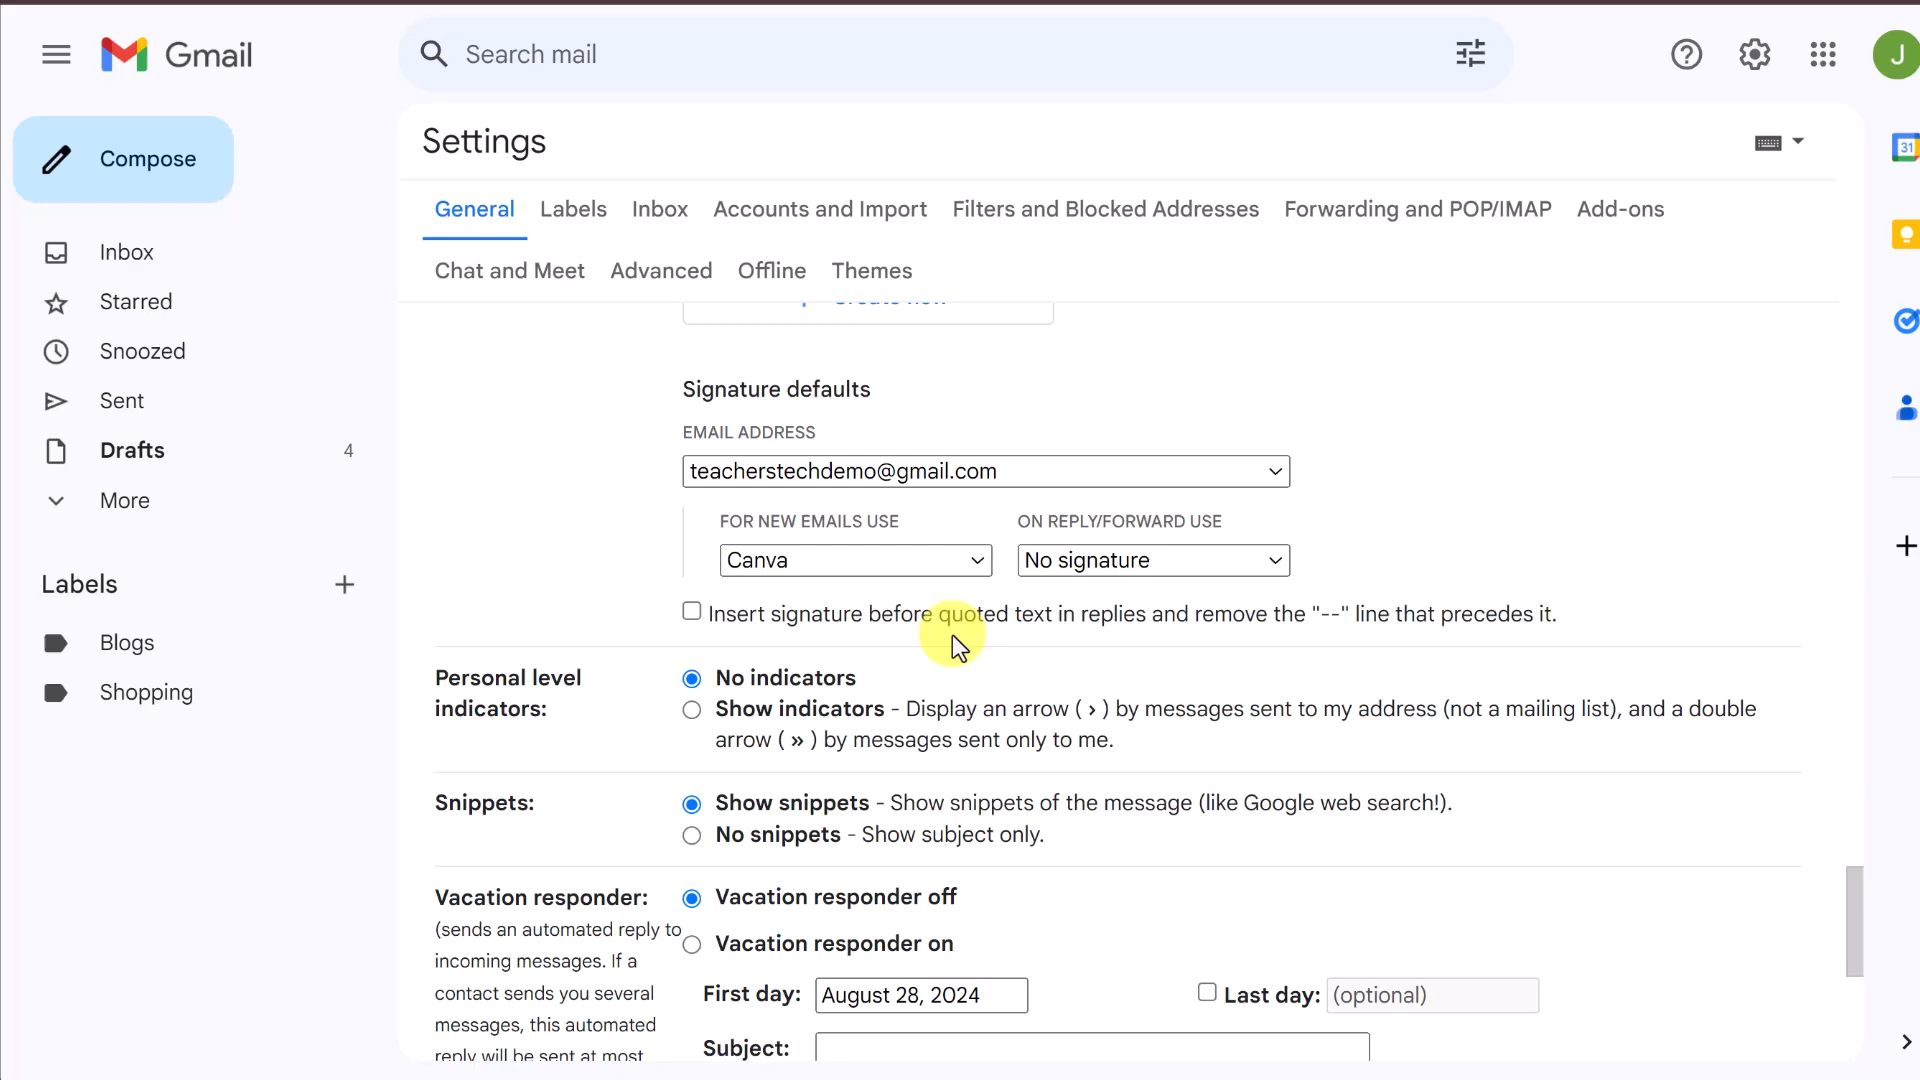 Gmail
Search mail
J
Compose
Settings
31
General Labels Inbox Accounts and Import Filters and Blocked Addresses Forwarding and POP/IMAP Add-ons
Chat and Meet Advanced Offline Themes
Inbox
Starred
Snoozed
Sent
Drafts 4
More
Labels
Blogs
Shopping
Signature defaults
EMAIL ADDRESS
teacherstechdemo@gmail.com
FOR NEW EMAILS USE ON REPLY/FORWARD USE
Canva No signature
Insert signature before quoted text in replies and remove the "--" line that precedes it.
Personal level
indicators:
No indicators
Show indicators - Display an arrow ( › ) by messages sent to my address (not a mailing list), and a double
arrow ( » ) by messages sent only to me.
Snippets:
Show snippets - Show snippets of the message (like Google web search!).
No snippets - Show subject only.
Vacation responder:
(sends an automated reply to
incoming messages. If a
contact sends you several
messages, this automated
reply will be sent at most
Vacation responder off
Vacation responder on
First day: August 28, 2024 Last day: (optional)
Subject: